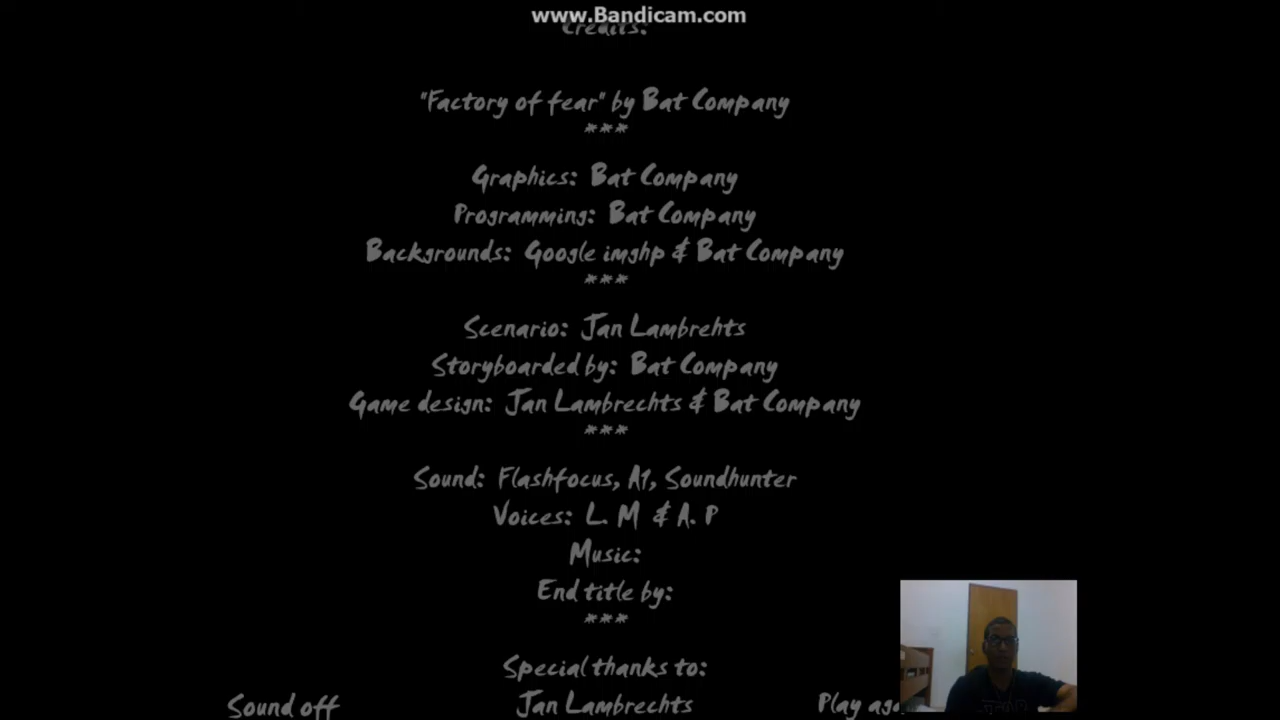 www.Bandicam.com
Credits:
"Factory of fear" by Bat Company
***
Graphics: Bat Company
Programming: Bat Company
Backgrounds: Google imghp & Bat Company
***
Scenario: Jan Lambrehts
Storyboarded by: Bat Company
Game design: Jan Lambrechts & Bat Company
***
Sound: Flashfocus, A1, Soundhunter
Voices: L. M & A. P
Music:
End title by:
***
Special thanks to:
Sound off Jan Lambrechts Play